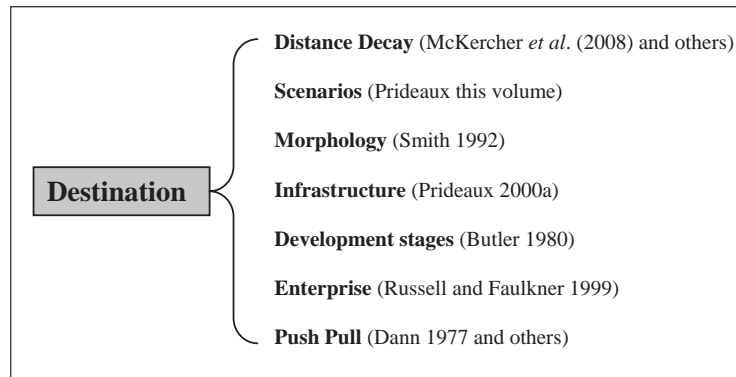 Distance Decay (McKercher et al. (2008) and others)
Scenarios (Prideaux this volume)
Morphology (Smith 1992)
Destination
Infrastructure (Prideaux 2000a)
Development stages (Butler 1980)
Enterprise (Russell and Faulkner 1999)
Push Pull (Dann 1977 and others)